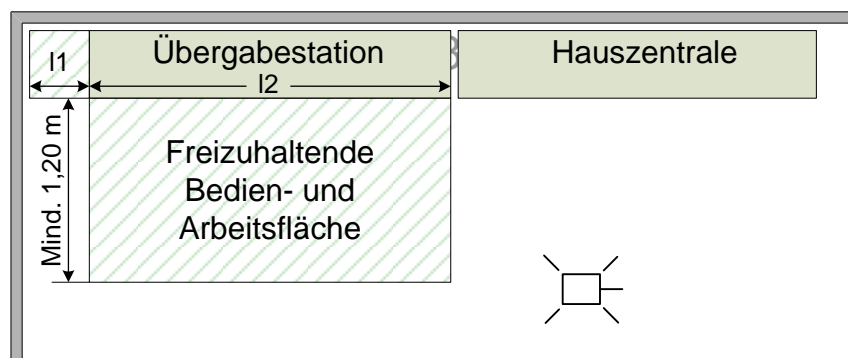 l1
Übergabestation
Hauszentrale
l2
Mind. 1,20 m
Freizuhaltende
Bedien- und
Arbeitsfläche